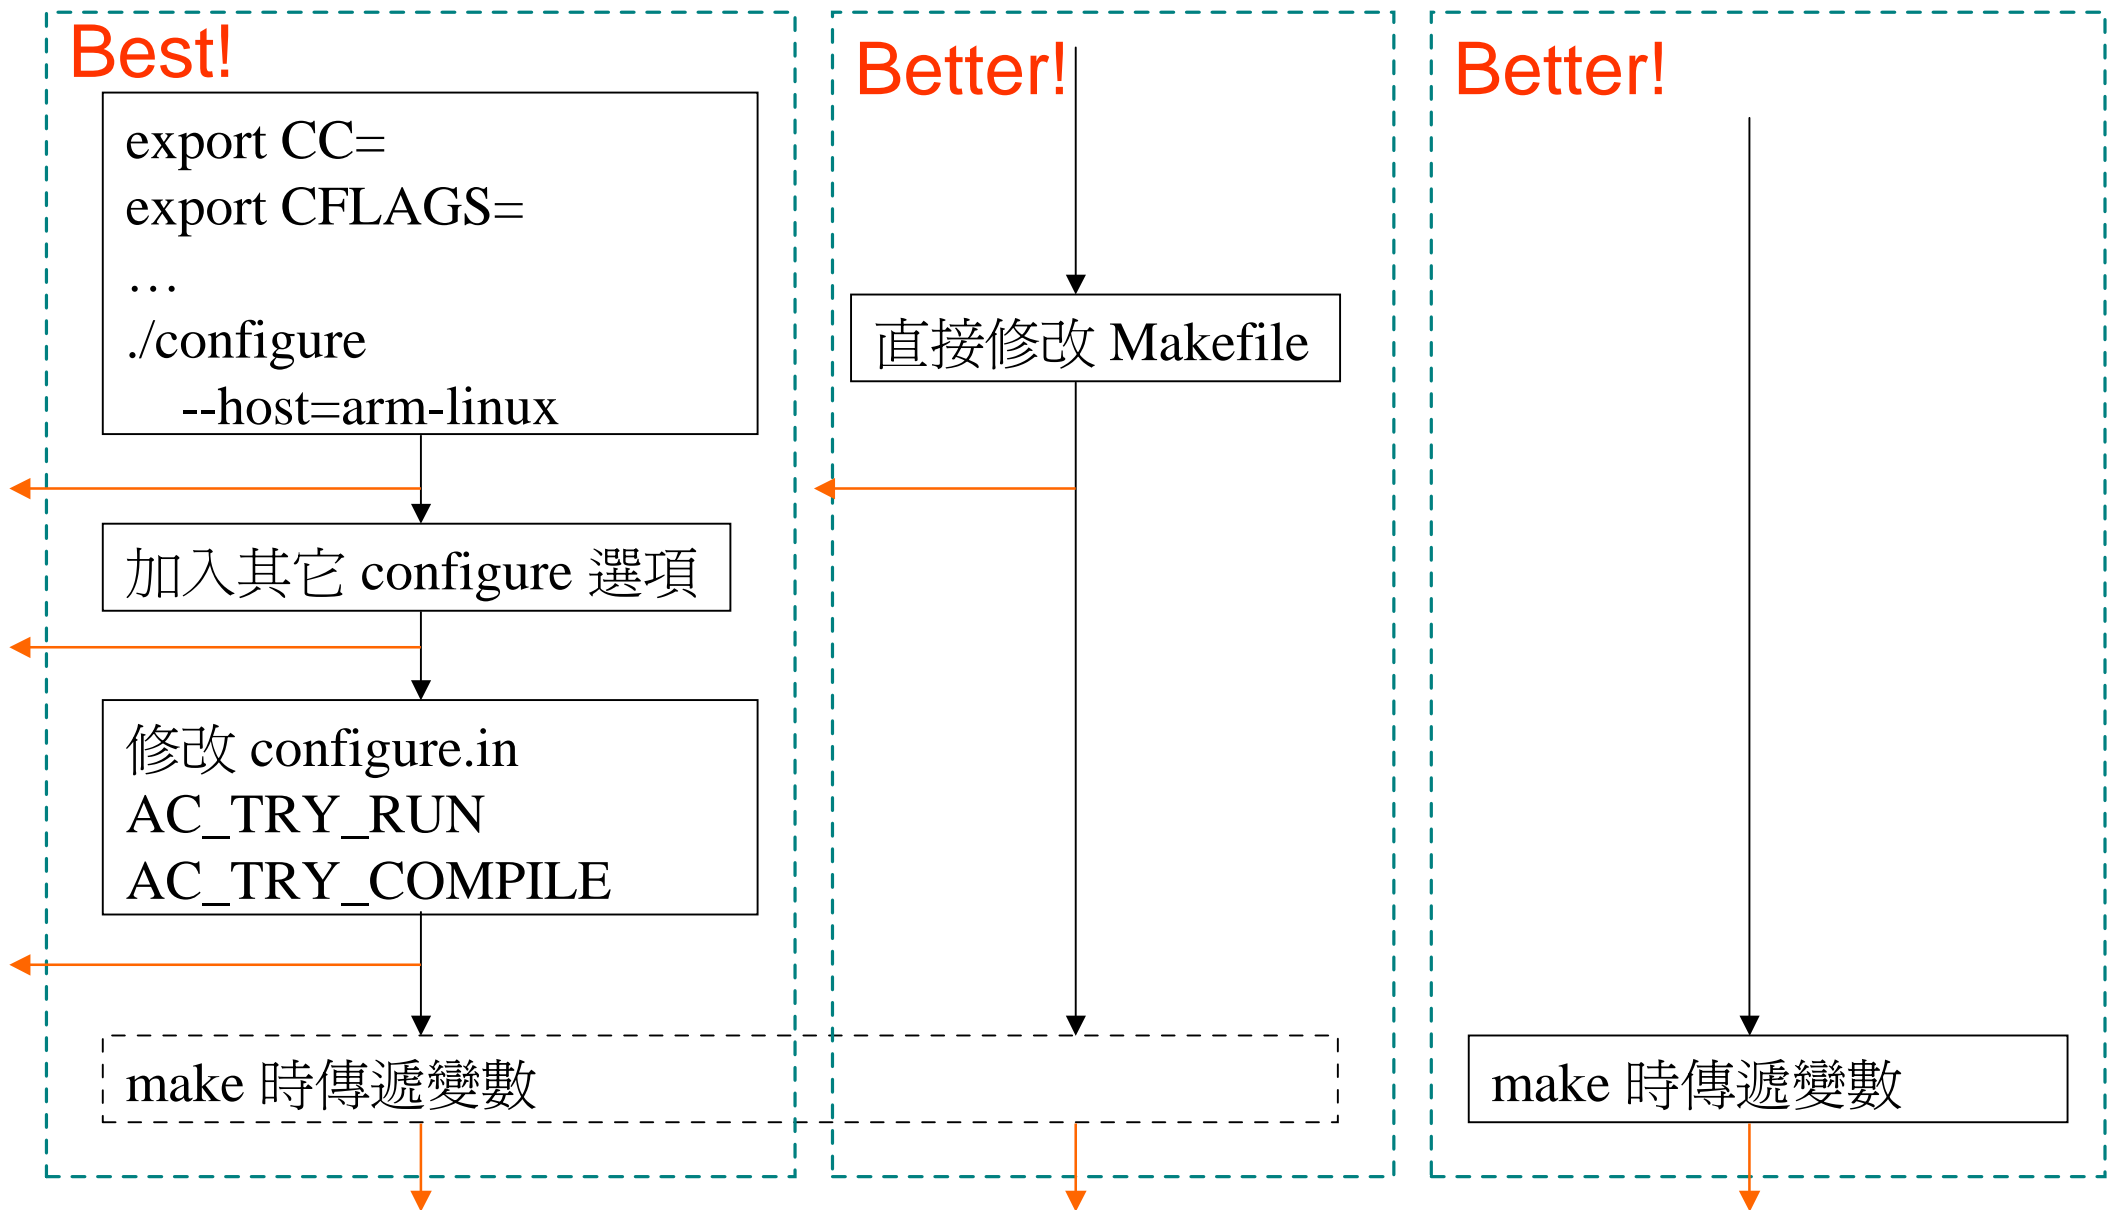 Best!
export CC=
export CFLAGS=
…
./configure
--host=arm-linux
加入其它 configure 選項
修改 configure.in
AC_TRY_RUN
AC_TRY_COMPILE
make 時傳遞變數
Better!
直接修改 Makefile
Better!
make 時傳遞變數